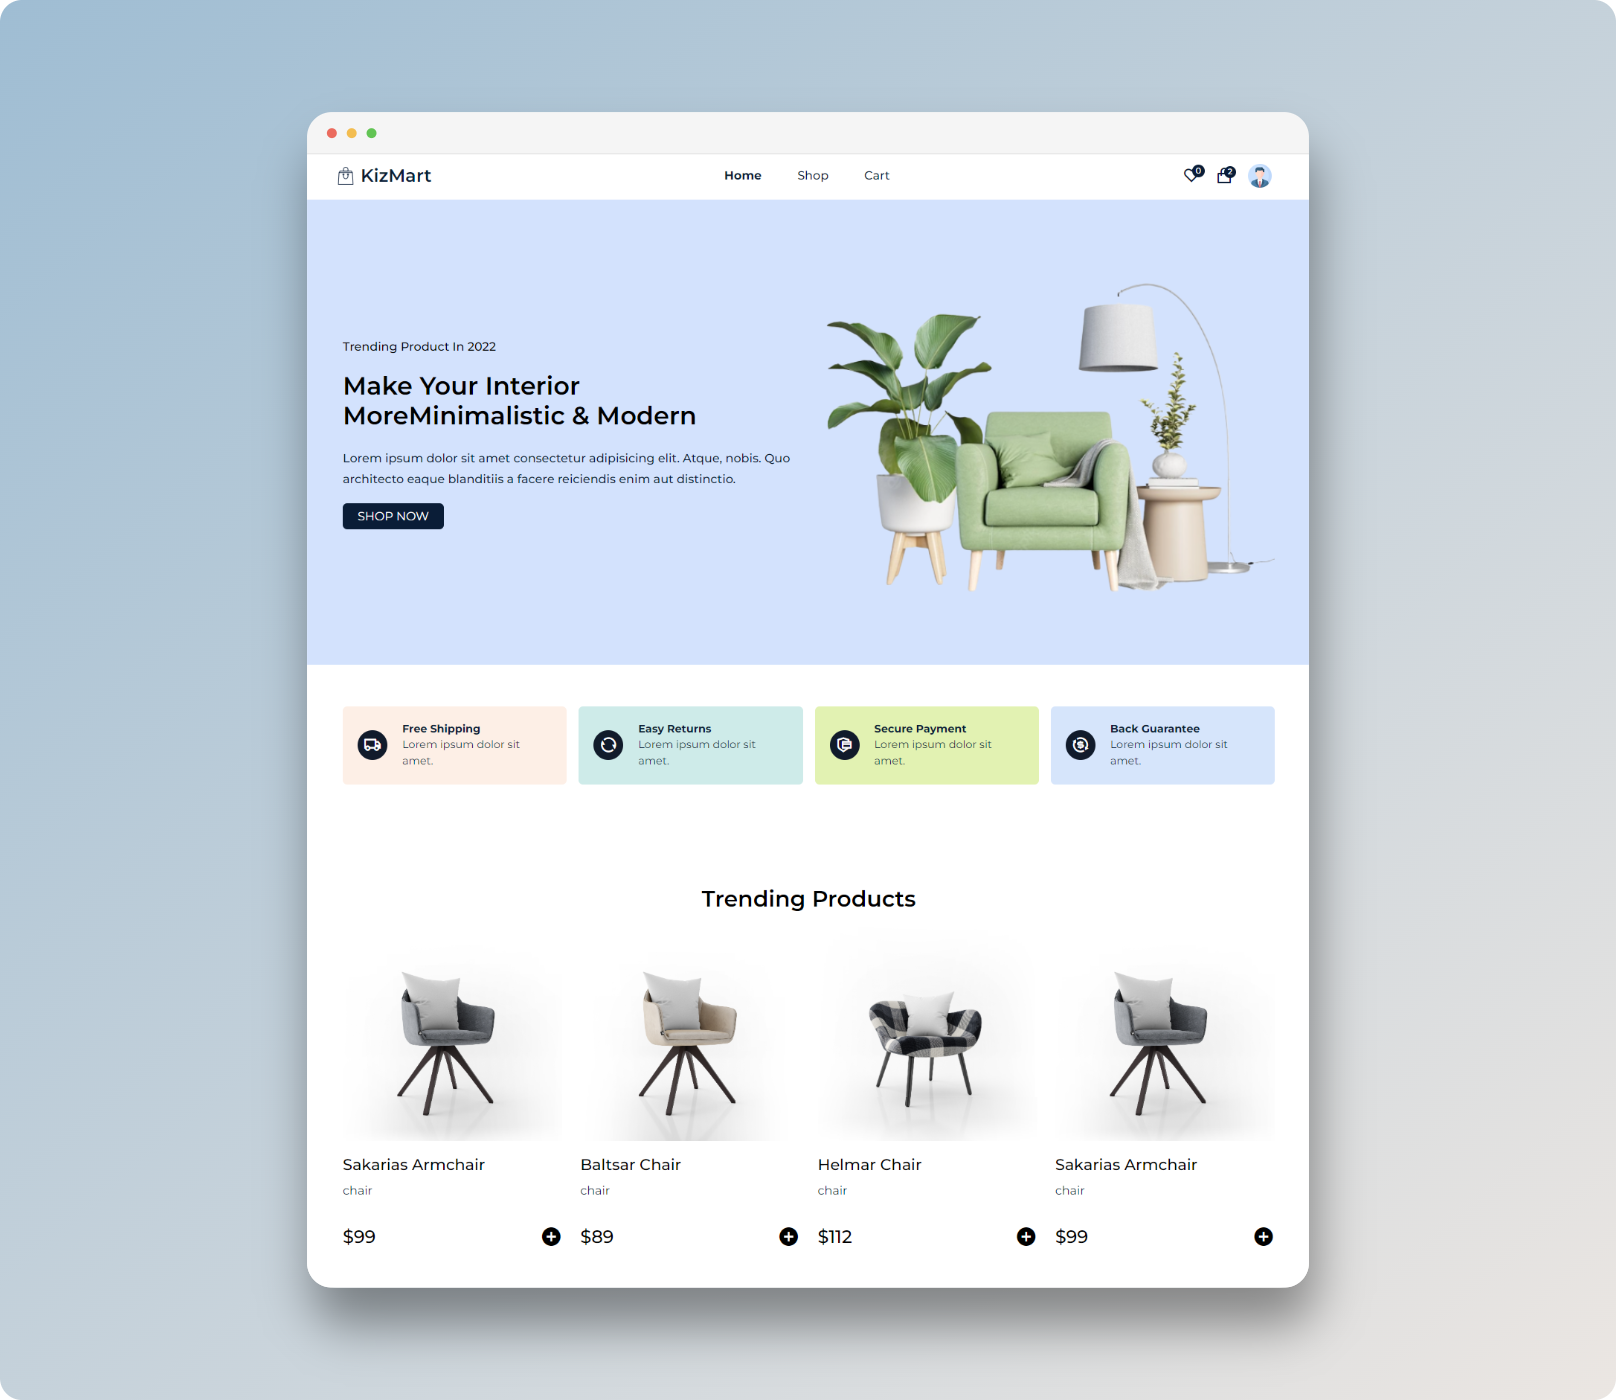 KizMart
Home Shop Cart
0 2
Trending Product In 2022
Make Your Interior
MoreMinimalistic & Modern
Lorem ipsum dolor sit amet consectetur adipisicing elit. Atque, nobis. Quo
architecto eaque blanditiis a facere reiciendis enim aut distinctio.
SHOP NOW
Free Shipping
Lorem ipsum dolor sit
amet.
Easy Returns
Lorem ipsum dolor sit
amet.
Secure Payment
Lorem ipsum dolor sit
amet.
Back Guarantee
Lorem ipsum dolor sit
amet.
Trending Products
Sakarias Armchair
chair
$99
Baltsar Chair
chair
$89
Helmar Chair
chair
$112
Sakarias Armchair
chair
$99